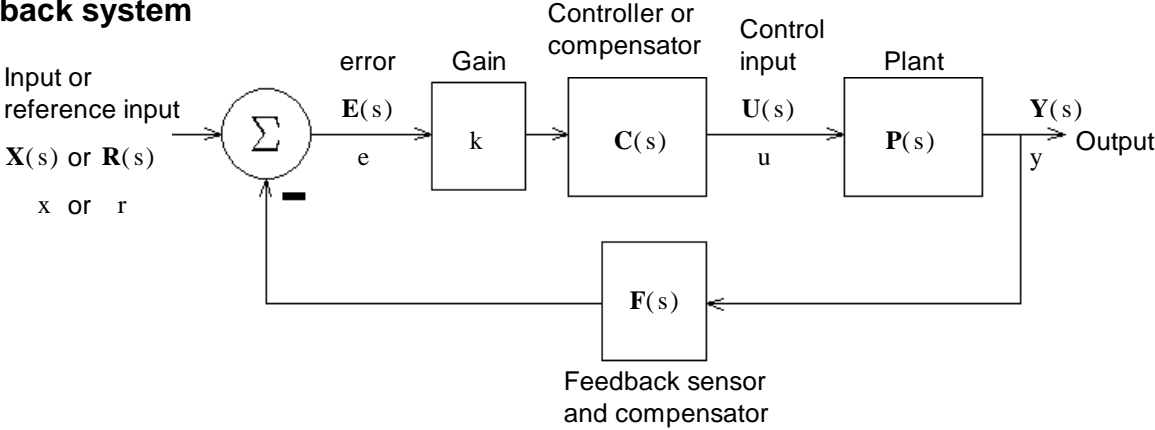 back system
Controller or
compensator
Control
input
error
Gain
Plant
Input or
reference input
E(s)
U(s)
Y(s)
Σ
k
C(s)
P(s)
Output
X(s) or R(s)
e
u
y
x or r
F(s)
Feedback sensor
and compensator